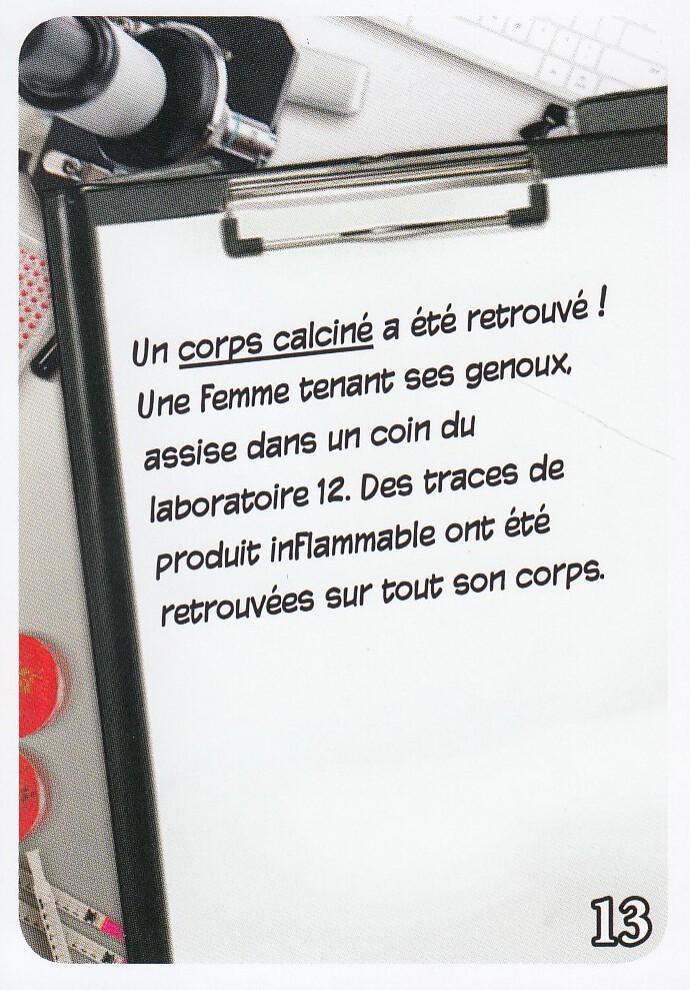 Un corps calciné a été retrouvé !
Une femme tenant ses genoux,
assise dans un coin du
laboratoire 12. Des traces de
produit inflammable ont été
retrouvées sur tout son corps.
13